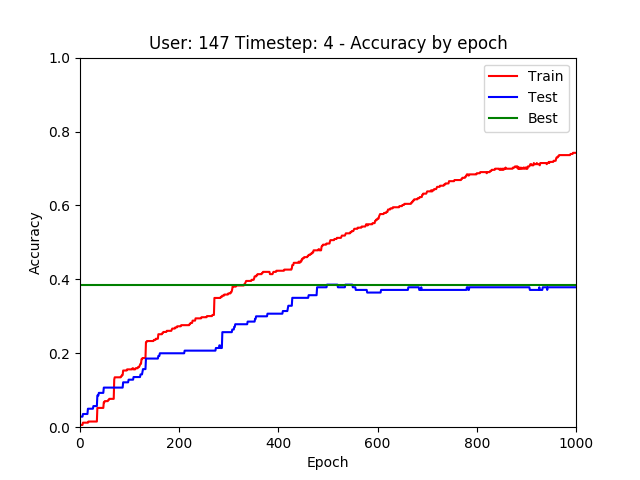 User: 147 Timestep: 4 - Accuracy by epoch
Train
Test
Best
Accuracy
1.0
0.8
0.6
0.4
0.2
0.0
0 200 400 600 800 1000
Epoch